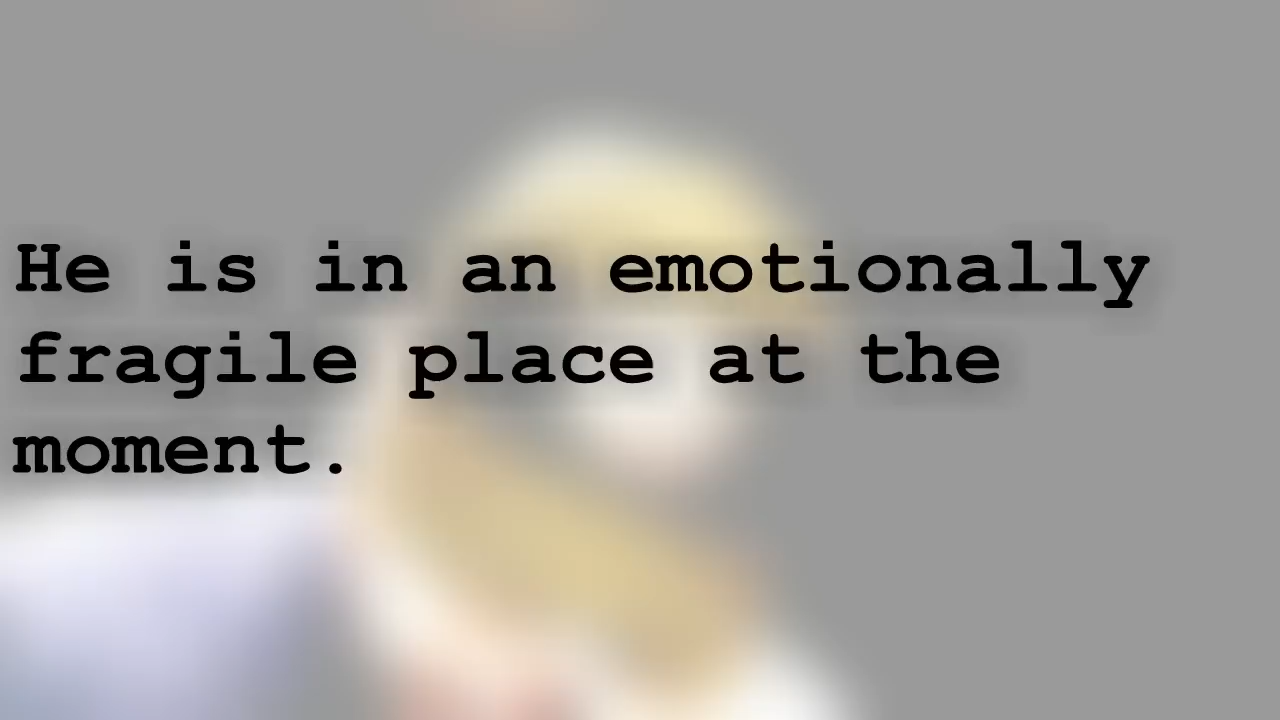 He is in an emotionally
fragile place at the
moment.